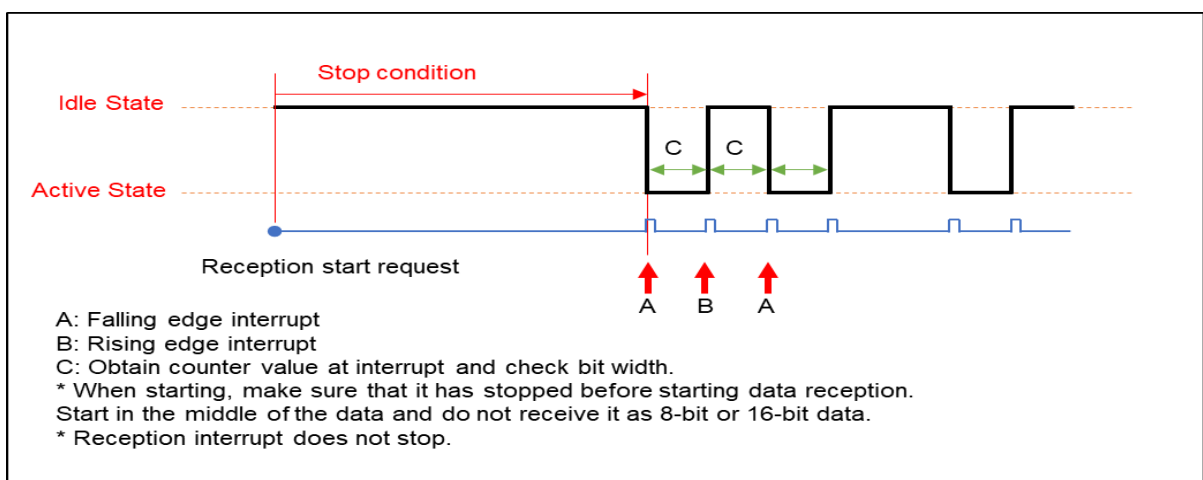 Stop condition
Idle State
C
C
Active State
Reception start request
A
B
A
A: Falling edge interrupt
B: Rising edge interrupt
C: Obtain counter value at interrupt and check bit width.
* When starting, make sure that it has stopped before starting data reception.
Start in the middle of the data and do not receive it as 8-bit or 16-bit data.
* Reception interrupt does not stop.